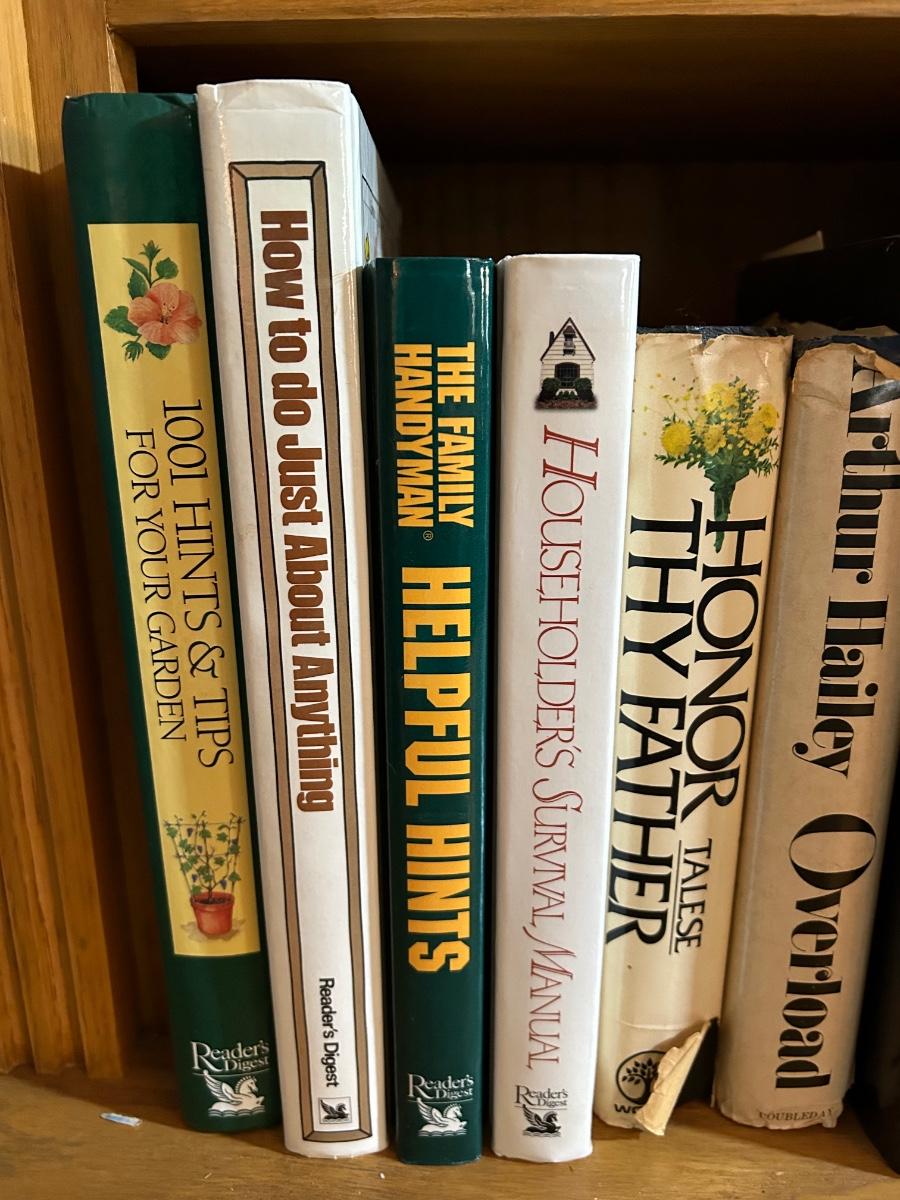 1001 HINTS & TIPS
FOR YOUR GARDEN
Reader's
Digest
How to do Just About Anything
Reader's Digest
THE FAMILY
HANDYMAN®
HELPFUL HINTS
Reader's
Digest
HOUSEHOLDER'S SURVIVAL MANUAL
Reader's
Digest
HONOR
THY FATHER
TALESE
Arthur Hailey Overload
DOUBLEDAY